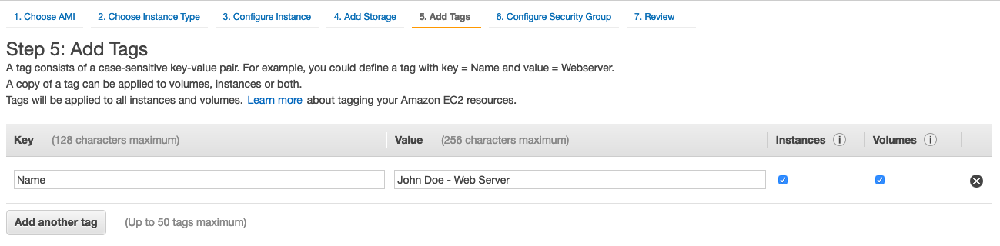 1. Choose AMI 2. Choose Instance Type 3. Configure Instance 4. Add Storage 5. Add Tags 6. Configure Security Group 7. Review
Step 5: Add Tags
A tag consists of a case-sensitive key-value pair. For example, you could define a tag with key = Name and value = Webserver.
A copy of a tag can be applied to volumes, instances or both.
Tags will be applied to all instances and volumes. Learn more about tagging your Amazon EC2 resources.
Key (128 characters maximum) Value (256 characters maximum) Instances i Volumes i
Name John Doe - Web Server
Add another tag (Up to 50 tags maximum)